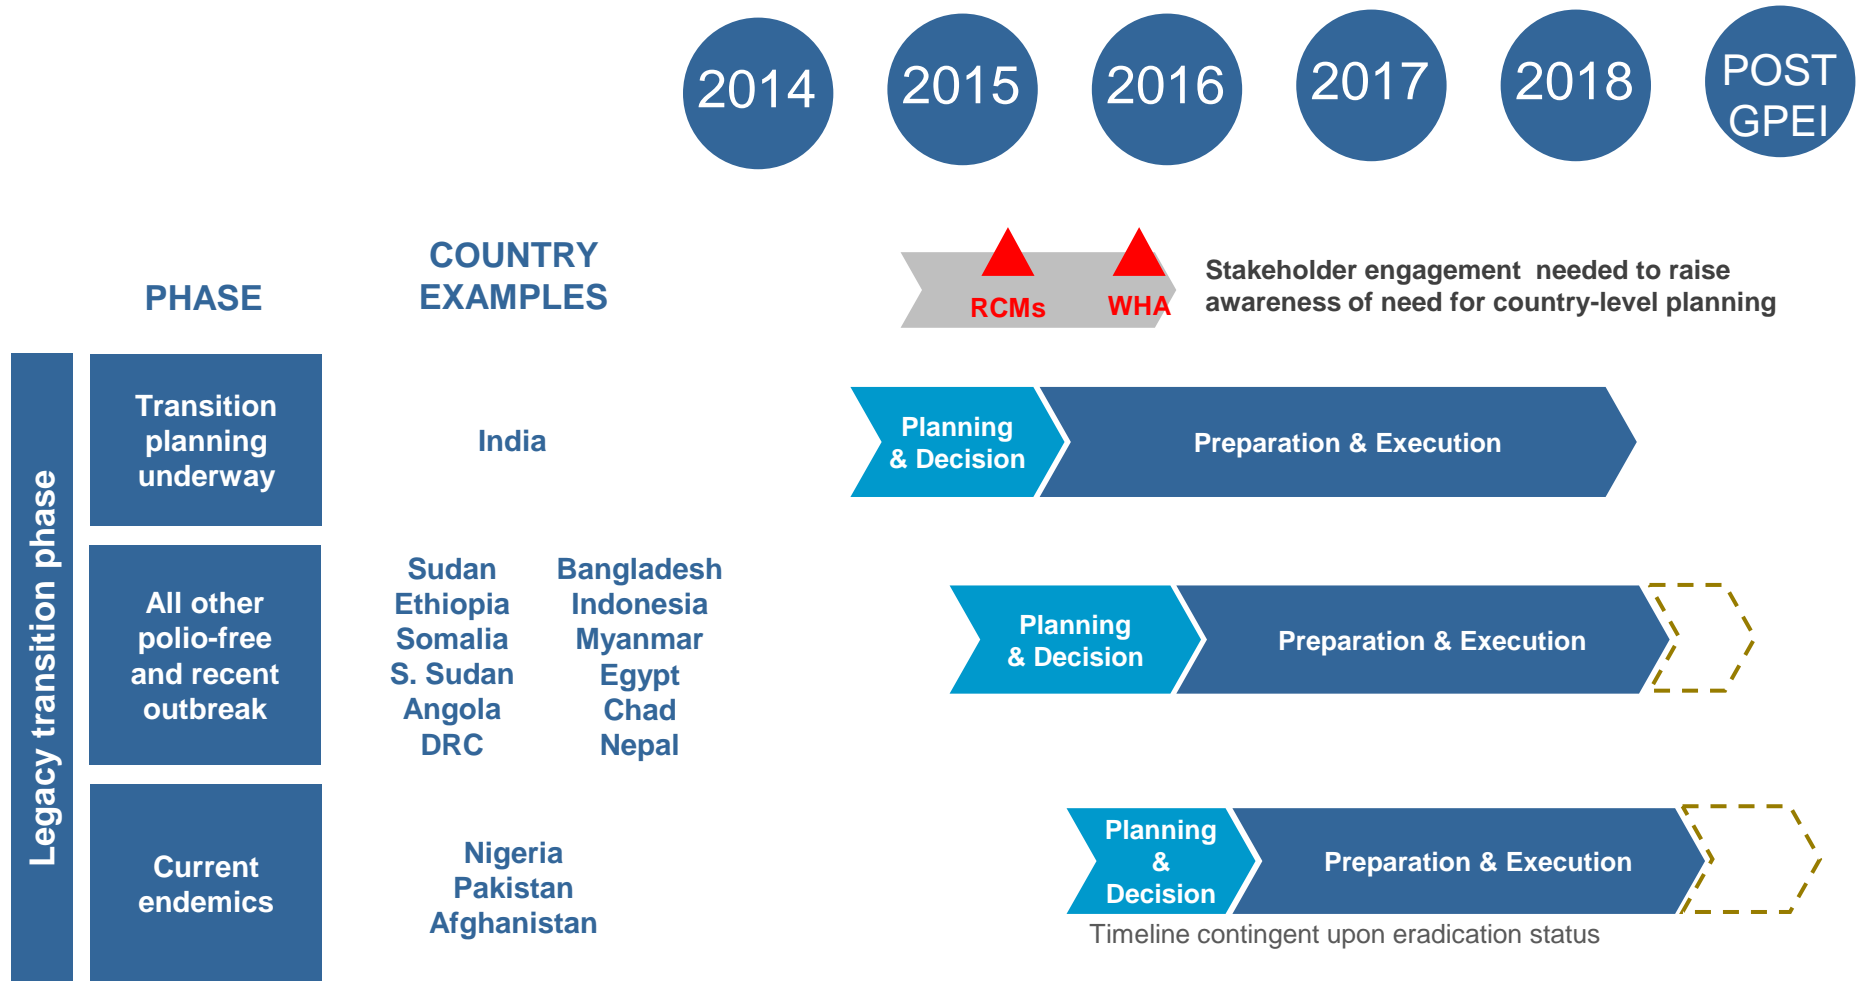 2014
2015
2016
2017
2018
POST
GPEI
PHASE
COUNTRY
EXAMPLES
RCMs
WHA
Stakeholder engagement needed to raise
awareness of need for country-level planning
Legacy transition phase
Transition
planning
underway
India
Planning
& Decision
Preparation & Execution
All other
polio-free
and recent
outbreak
Sudan
Ethiopia
Somalia
S. Sudan
Angola
DRC
Bangladesh
Indonesia
Myanmar
Egypt
Chad
Nepal
Planning
& Decision
Preparation & Execution
Current
endemics
Nigeria
Pakistan
Afghanistan
Planning
&
Decision
Preparation & Execution
Timeline contingent upon eradication status